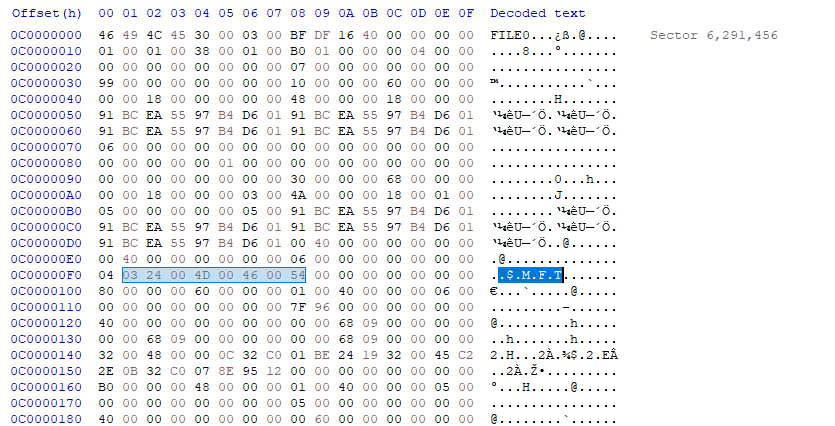 Offset(h) 00 01 02 03 04 05 06 07 08 09 0A 0B 0C 0D 0E 0F Decoded text
0C0000000 46 49 4C 45 30 00 03 00 BF DF 16 40 00 00 00 00 FILE0...¿ß.@.... Sector 6,291,456
0C0000010 01 00 01 00 38 00 01 00 B0 01 00 00 00 04 00 00 ....8...°.......
0C0000020 00 00 00 00 00 00 00 00 07 00 00 00 00 00 00 00 ................
0C0000030 99 00 00 00 00 00 00 00 10 00 00 00 60 00 00 00 ™...........`...
0C0000040 00 00 18 00 00 00 00 00 48 00 00 00 18 00 00 00 ........H.......
0C0000050 91 BC EA 55 97 B4 D6 01 91 BC EA 55 97 B4 D6 01 ‘¼êU—´Ö.‘¼êU—´Ö.
0C0000060 91 BC EA 55 97 B4 D6 01 91 BC EA 55 97 B4 D6 01 ‘¼êU—´Ö.‘¼êU—´Ö.
0C0000070 06 00 00 00 00 00 00 00 00 00 00 00 00 00 00 00 ................
0C0000080 00 00 00 00 00 01 00 00 00 00 00 00 00 00 00 00 ................
0C0000090 00 00 00 00 00 00 00 00 30 00 00 00 68 00 00 00 ........0...h...
0C00000A0 00 00 18 00 00 00 03 00 4A 00 00 00 18 00 01 00 ........J.......
0C00000B0 05 00 00 00 00 00 05 00 91 BC EA 55 97 B4 D6 01 ........‘¼êU—´Ö.
0C00000C0 91 BC EA 55 97 B4 D6 01 91 BC EA 55 97 B4 D6 01 ‘¼êU—´Ö.‘¼êU—´Ö.
0C00000D0 91 BC EA 55 97 B4 D6 01 00 40 00 00 00 00 00 00 ‘¼êU—´Ö..@......
0C00000E0 00 40 00 00 00 00 00 00 06 00 00 00 00 00 00 00 .@..............
0C00000F0 04 03 24 00 4D 00 46 00 54 00 00 00 00 00 00 00 ..$.M.F.T.......
0C0000100 80 00 00 00 60 00 00 00 01 00 40 00 00 00 06 00 €...`.....@.....
0C0000110 00 00 00 00 00 00 00 00 7F 96 00 00 00 00 00 00 .........–......
0C0000120 40 00 00 00 00 00 00 00 00 00 68 09 00 00 00 00 @.........h.....
0C0000130 00 00 68 09 00 00 00 00 00 00 68 09 00 00 00 00 ..h.......h.....
0C0000140 32 00 48 00 00 0C 32 C0 01 BE 24 19 32 00 45 C2 2.H...2À.¾$.2.EÂ
0C0000150 2E 0B 32 C0 07 8E 95 12 00 00 00 00 00 00 00 00 ..2À.Ž•.........
0C0000160 B0 00 00 00 48 00 00 00 01 00 40 00 00 00 05 00 °...H.....@.....
0C0000170 00 00 00 00 00 00 00 00 05 00 00 00 00 00 00 00 ................
0C0000180 40 00 00 00 00 00 00 00 00 60 00 00 00 00 00 00 @........`......